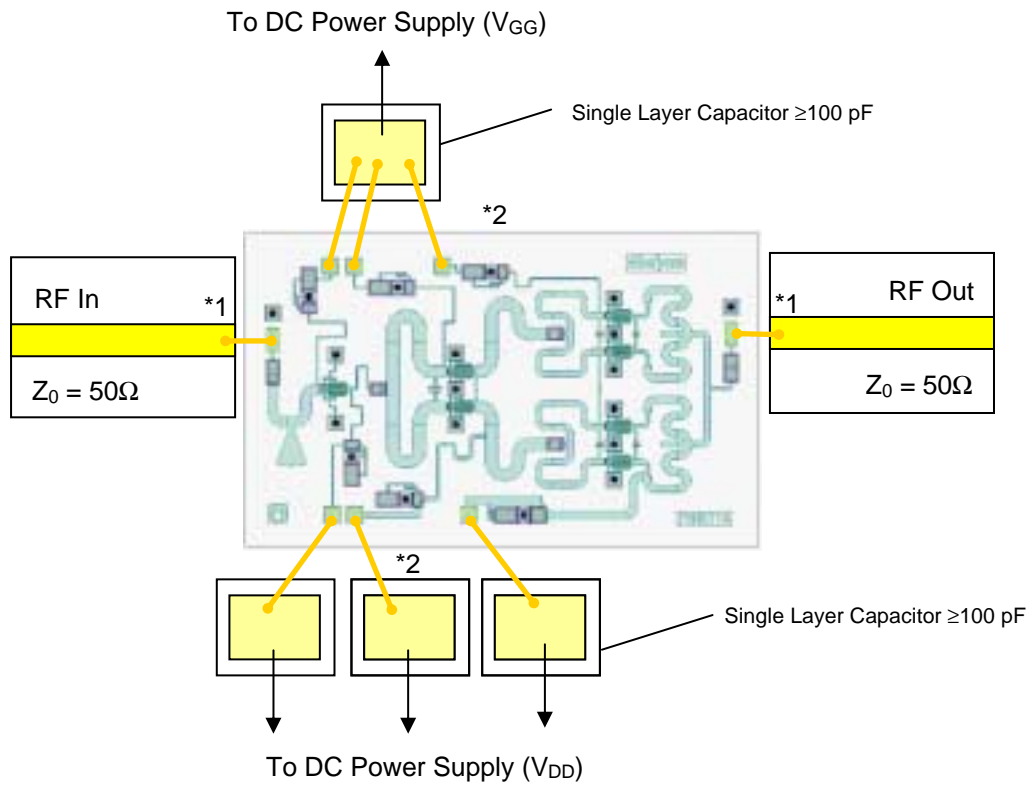 To DC Power Supply (VGG)
Single Layer Capacitor ≥100 pF
*2
RF In
*1
Z0 = 50Ω
RF Out
*1
Z0 = 50Ω
*2
Single Layer Capacitor ≥100 pF
To DC Power Supply (VDD)